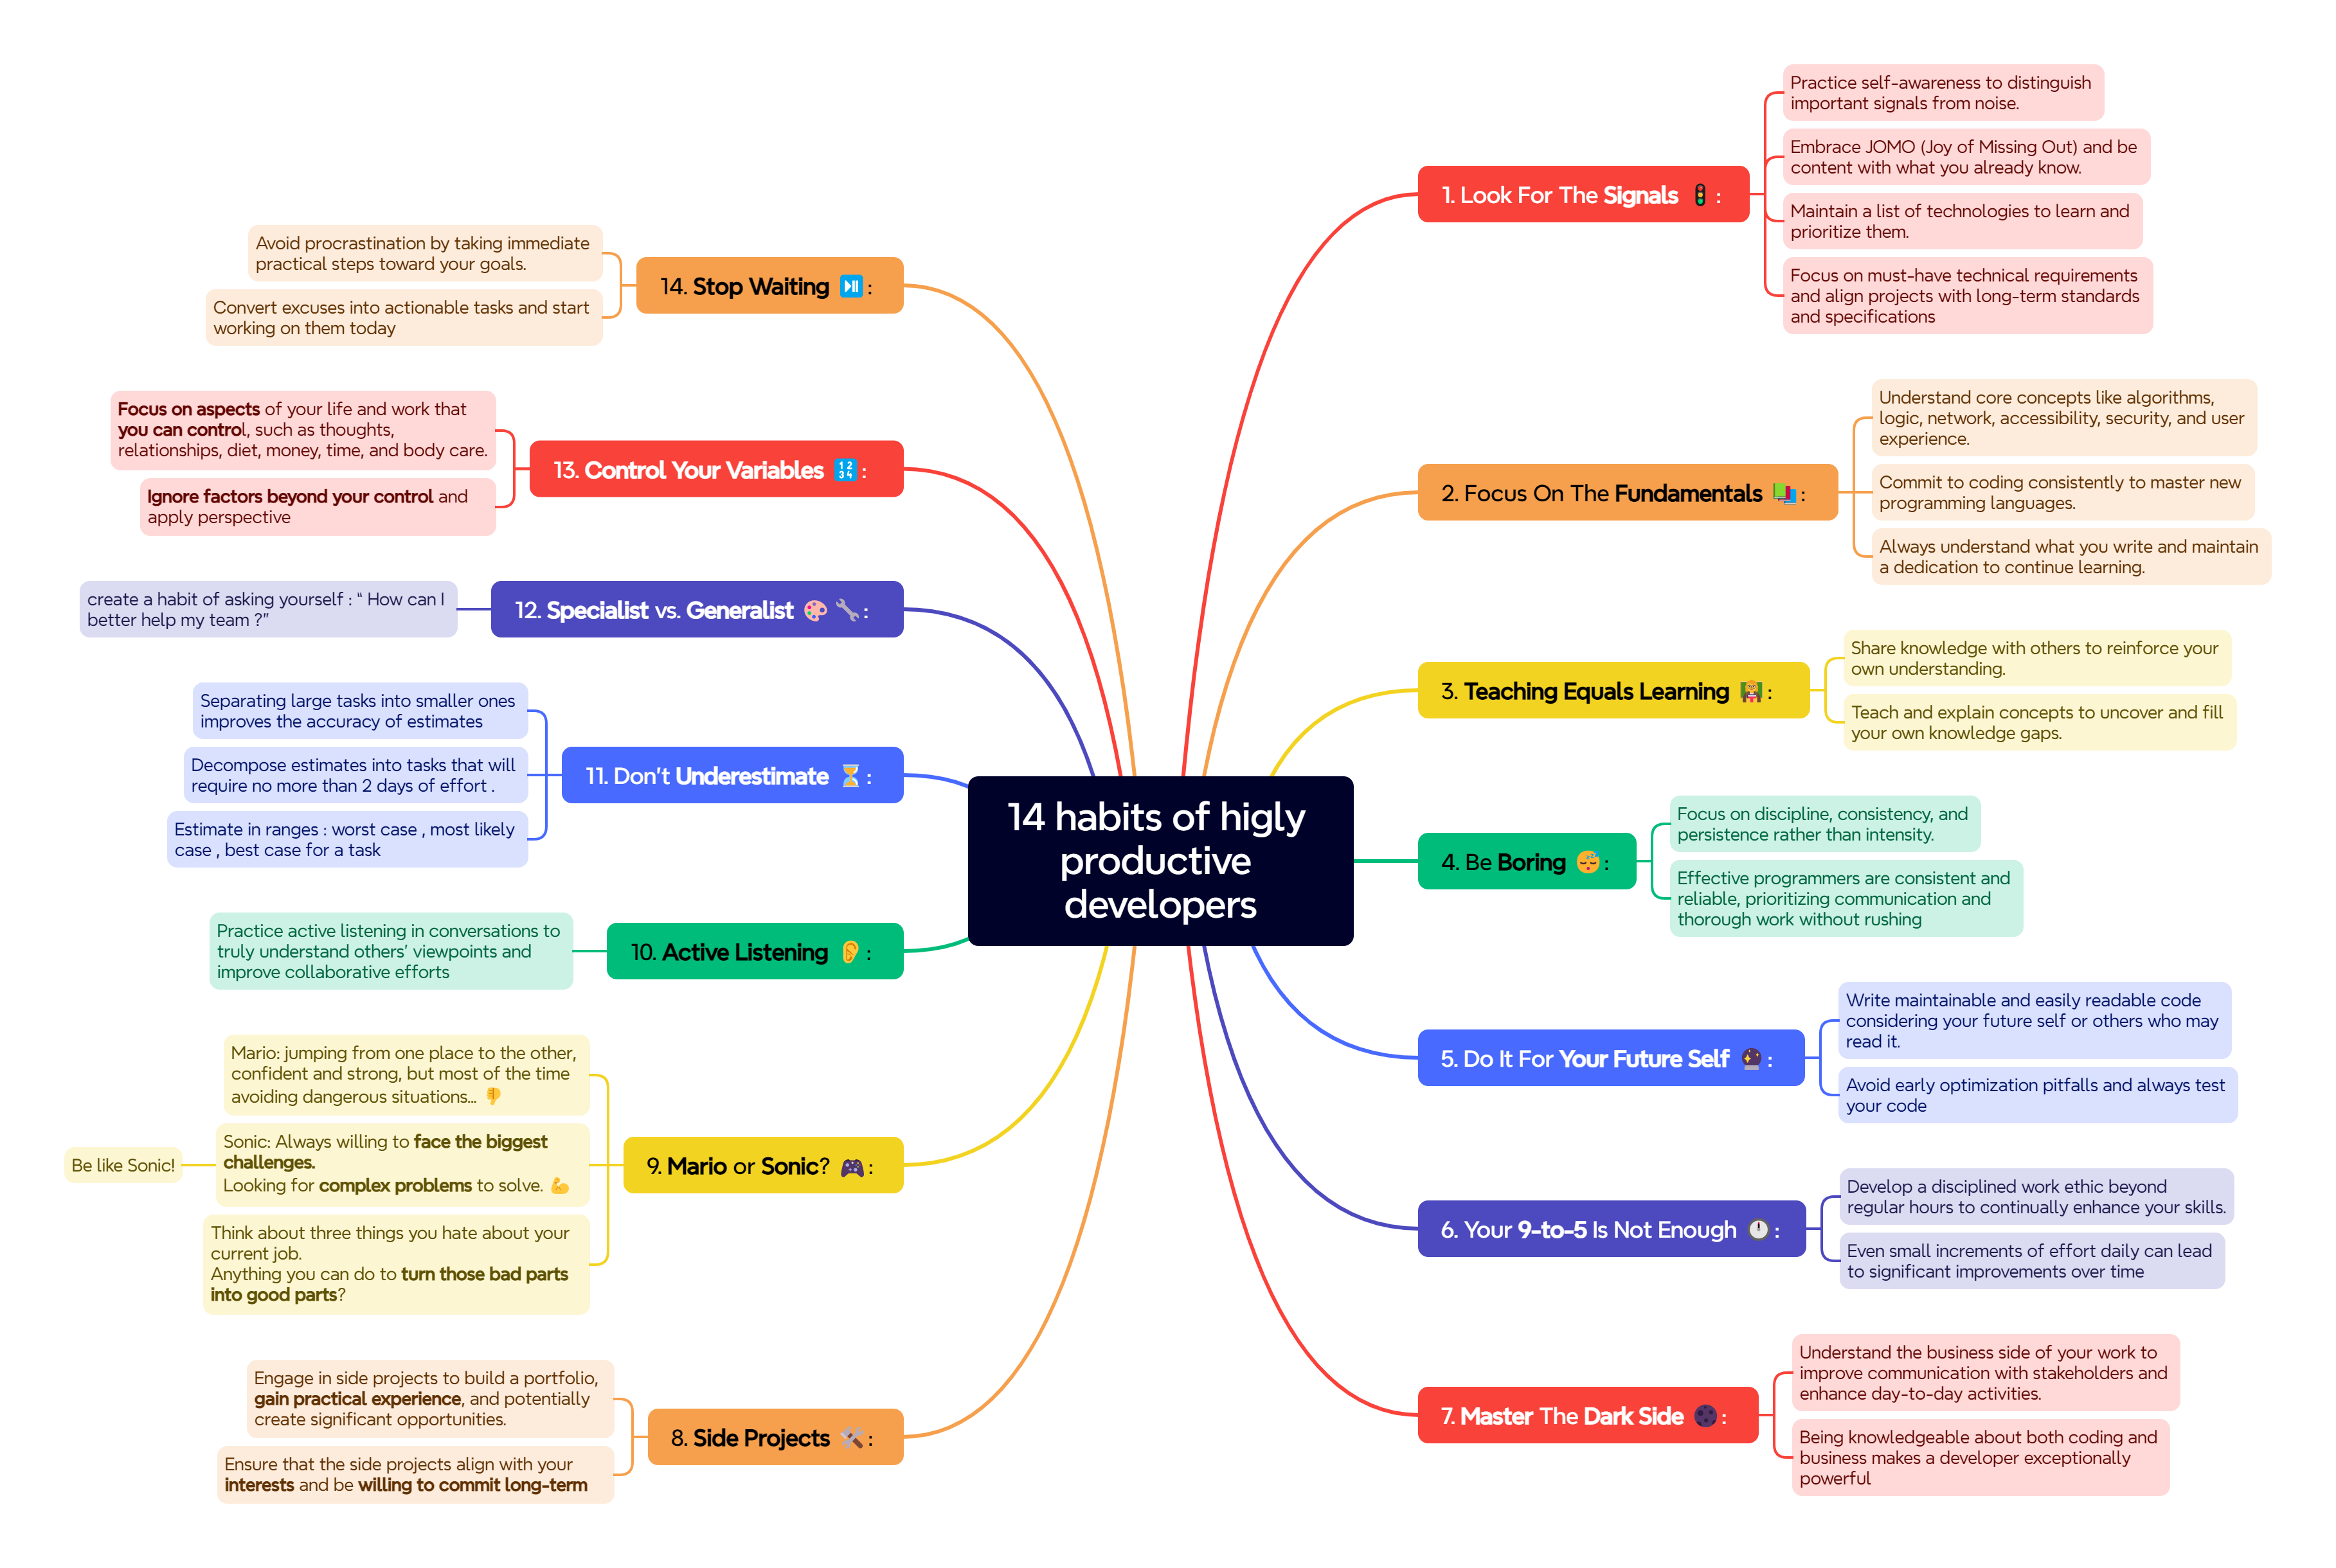 14 habits of higly
productive
developers
1. Look For The Signals 🚦 :
Practice self-awareness to distinguish
important signals from noise.
Embrace JOMO (Joy of Missing Out) and be
content with what you already know.
Maintain a list of technologies to learn and
prioritize them.
Focus on must-have technical requirements
and align projects with long-term standards
and specifications
2. Focus On The Fundamentals 📚 :
Understand core concepts like algorithms,
logic, network, accessibility, security, and user
experience.
Commit to coding consistently to master new
programming languages.
Always understand what you write and maintain
a dedication to continue learning.
3. Teaching Equals Learning 👩‍🏫 :
Share knowledge with others to reinforce your
own understanding.
Teach and explain concepts to uncover and fill
your own knowledge gaps.
4. Be Boring 😴 :
Focus on discipline, consistency, and
persistence rather than intensity.
Effective programmers are consistent and
reliable, prioritizing communication and
thorough work without rushing
5. Do It For Your Future Self 🔮 :
Write maintainable and easily readable code
considering your future self or others who may
read it.
Avoid early optimization pitfalls and always test
your code
6. Your 9-to-5 Is Not Enough 🕛 :
Develop a disciplined work ethic beyond
regular hours to continually enhance your skills.
Even small increments of effort daily can lead
to significant improvements over time
7. Master The Dark Side 🌑 :
Understand the business side of your work to
improve communication with stakeholders and
enhance day-to-day activities.
Being knowledgeable about both coding and
business makes a developer exceptionally
powerful
8. Side Projects 🛠 :
Engage in side projects to build a portfolio,
gain practical experience, and potentially
create significant opportunities.
Ensure that the side projects align with your
interests and be willing to commit long-term
9. Mario or Sonic? 🎮 :
Mario: jumping from one place to the other,
confident and strong, but most of the time
avoiding dangerous situations... 👎
Sonic: Always willing to face the biggest
challenges.
Looking for complex problems to solve. 💪
Be like Sonic!
Think about three things you hate about your
current job.
Anything you can do to turn those bad parts
into good parts?
10. Active Listening 👂 :
Practice active listening in conversations to
truly understand others' viewpoints and
improve collaborative efforts
11. Don't Underestimate ⏳ :
Separating large tasks into smaller ones
improves the accuracy of estimates
Decompose estimates into tasks that will
require no more than 2 days of effort .
Estimate in ranges : worst case , most likely
case , best case for a task
12. Specialist vs. Generalist 🎨 🔧 :
create a habit of asking yourself : “ How can I
better help my team ?”
13. Control Your Variables 🔢 :
Focus on aspects of your life and work that
you can control, such as thoughts,
relationships, diet, money, time, and body care.
Ignore factors beyond your control and
apply perspective
14. Stop Waiting ⏯ :
Avoid procrastination by taking immediate
practical steps toward your goals.
Convert excuses into actionable tasks and start
working on them today